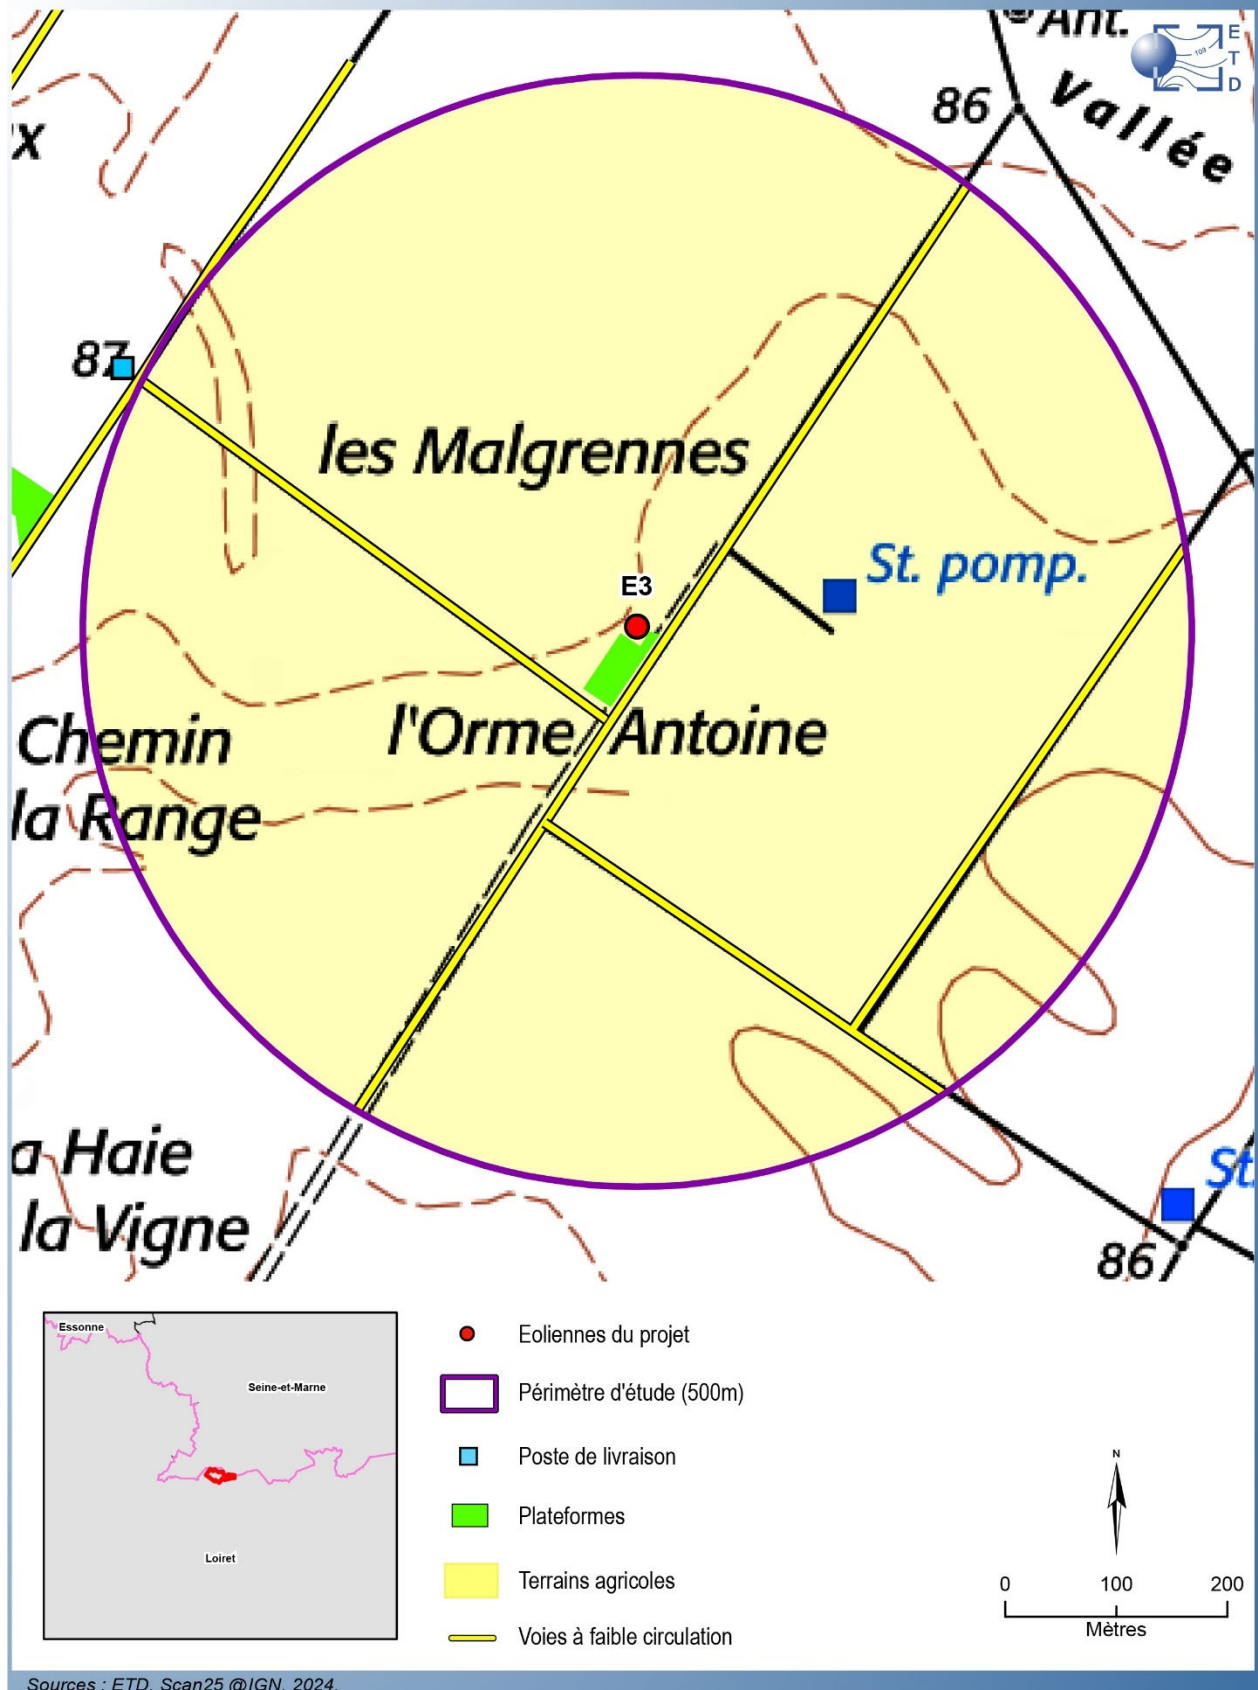 Ant.
E
T
D
109
86
Vallée
x
87
les Malgrennes
St. pomp.
E3
Chemin
l'Orme Antoine
la Range
a Haie
la Vigne
St.
86
Essonne
Seine-et-Marne
Loiret
Eoliennes du projet
Périmètre d'étude (500m)
Poste de livraison
Plateformes
Terrains agricoles
Voies à faible circulation
N
0 100 200
Mètres
Sources : ETD, Scan25 @IGN, 2024.